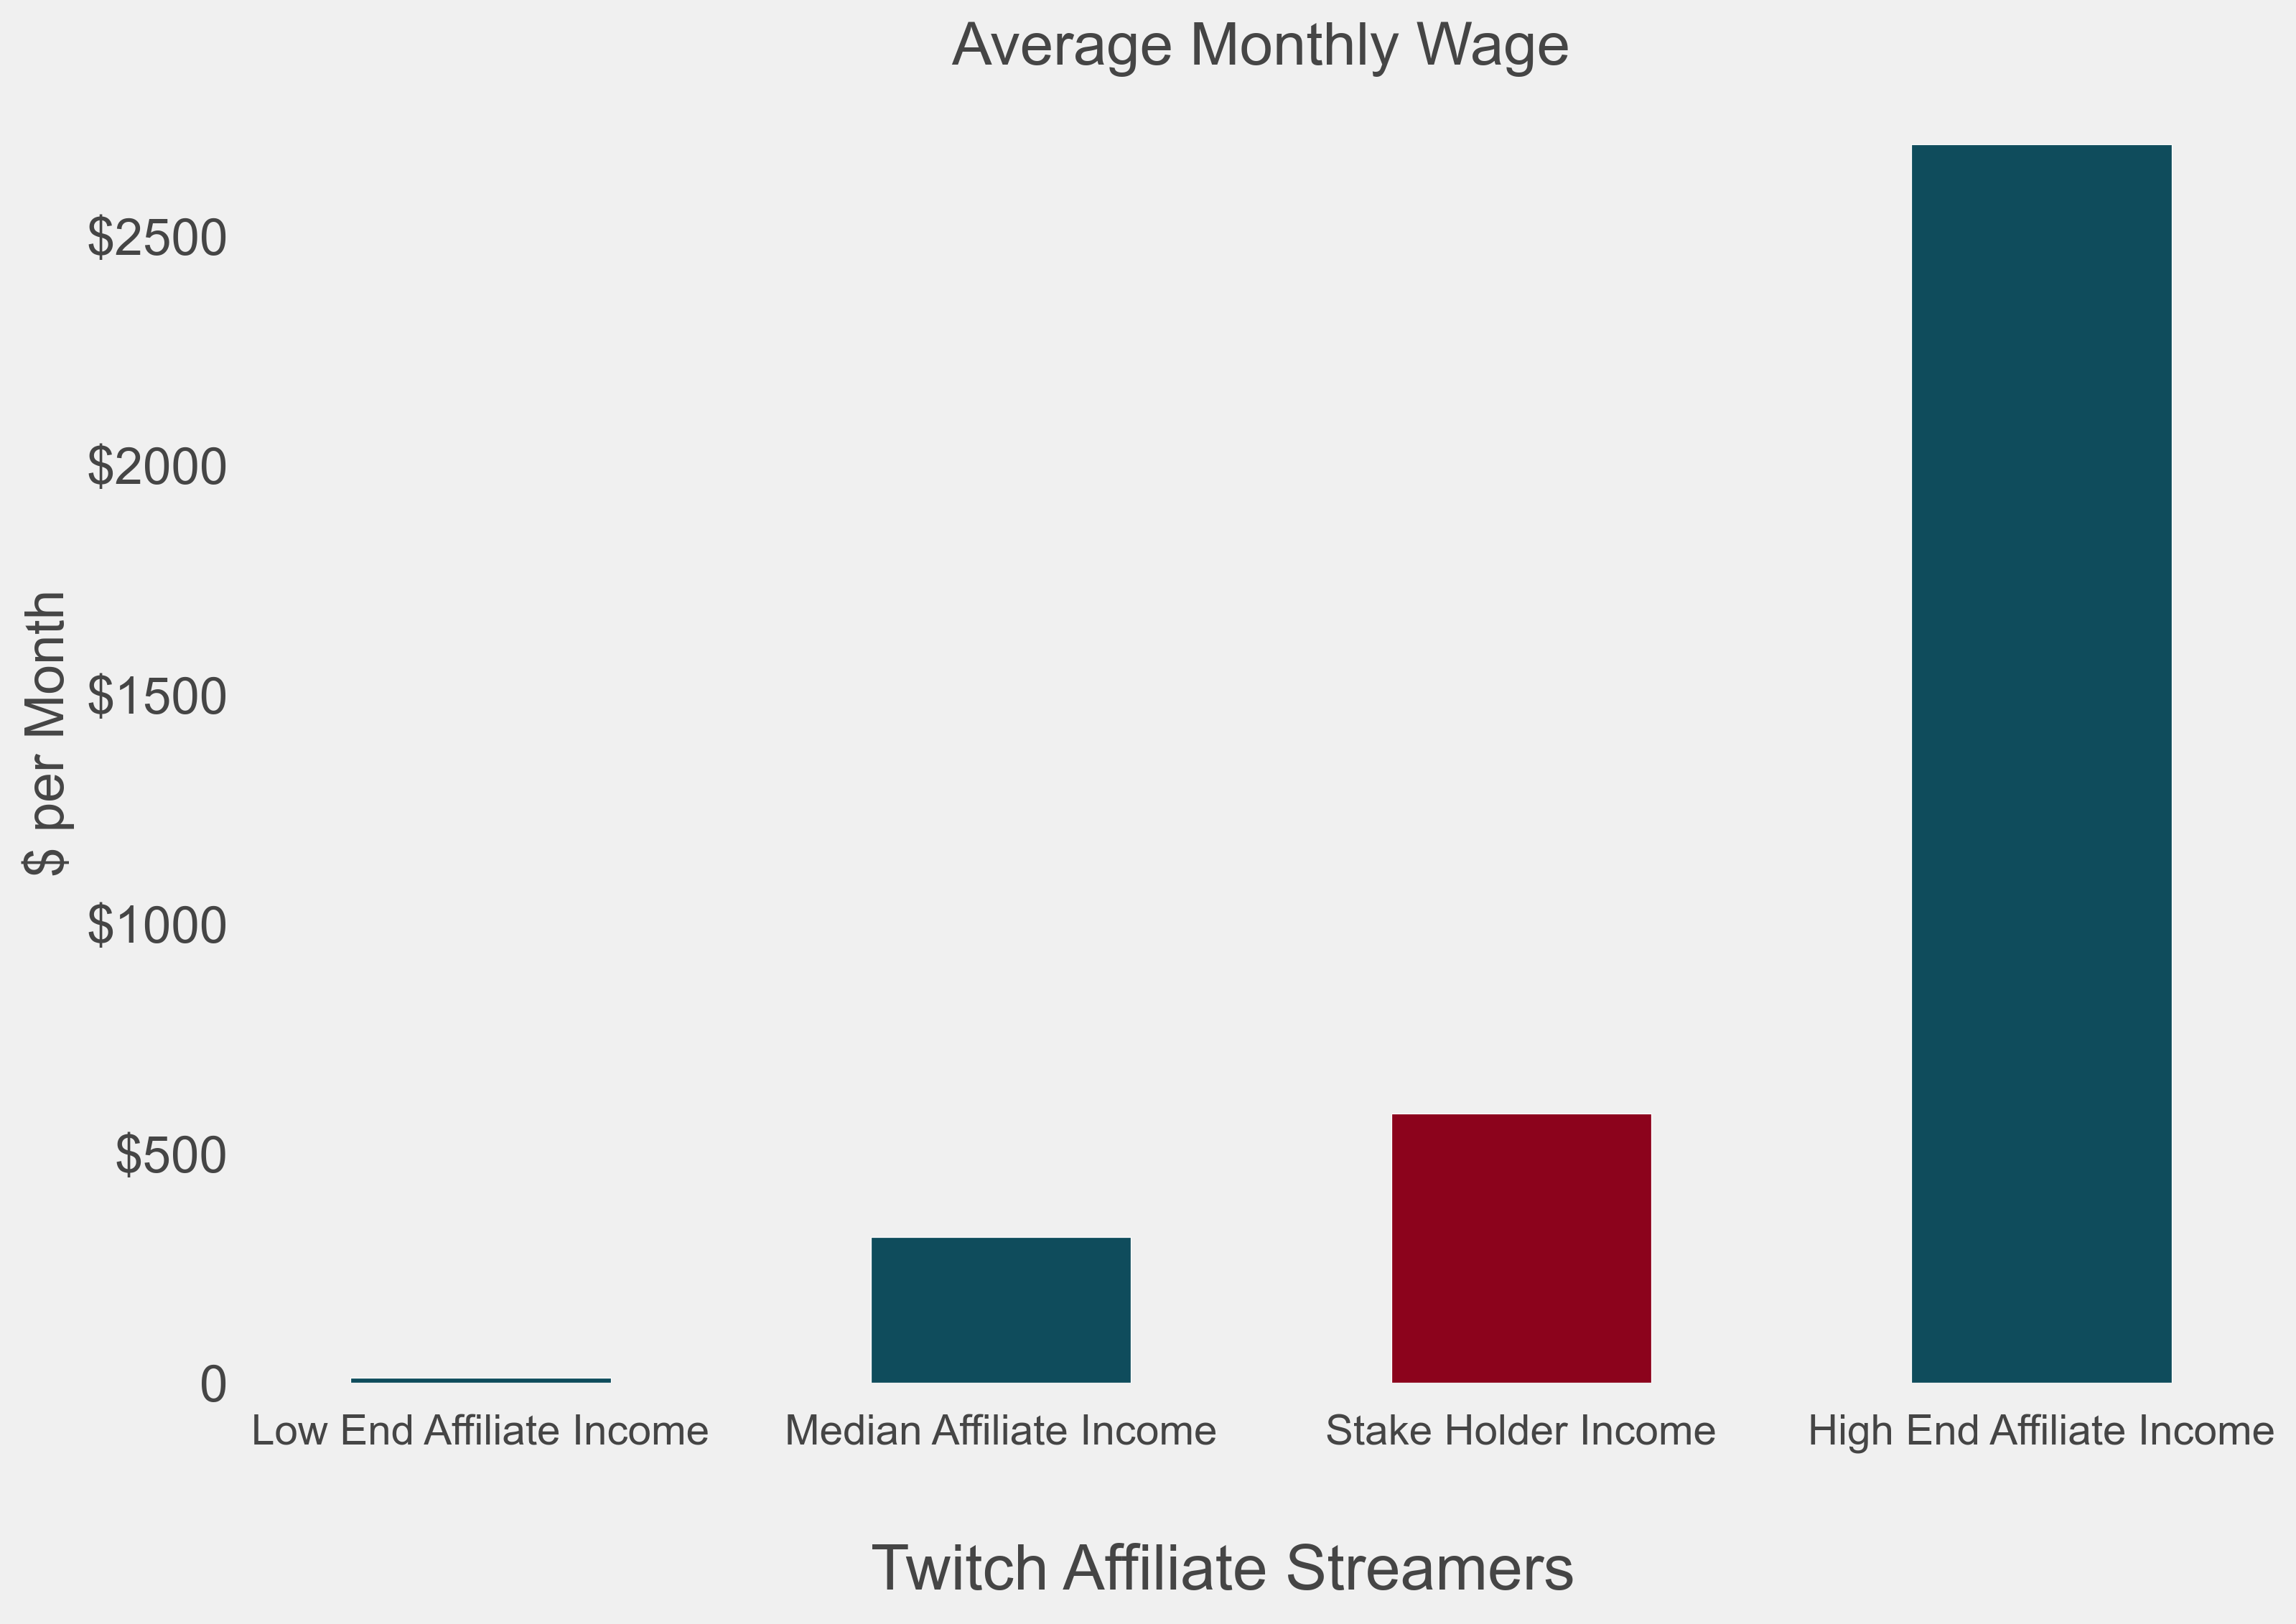 Average Monthly Wage
$2500
$2000
$1500
$1000
$500
0
$ per Month
Low End Affiliate Income
Median Affiliate Income
Stake Holder Income
High End Affiliate Income
Twitch Affiliate Streamers